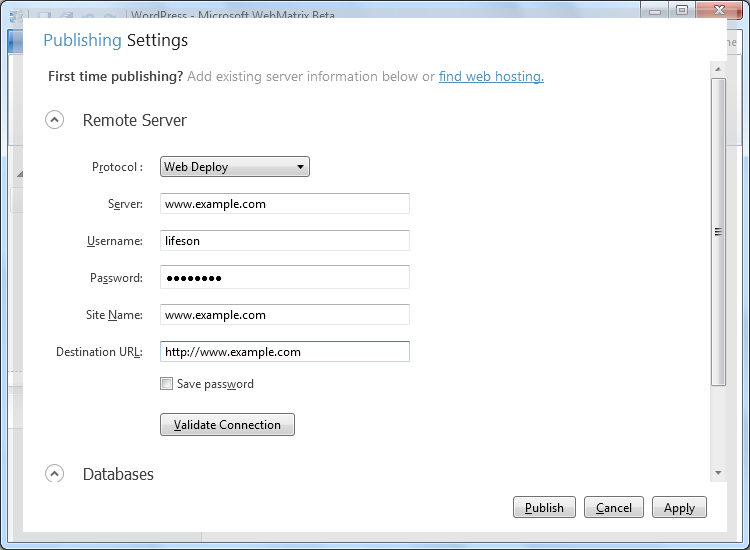 WordPress - Microsoft WebMatrix Beta
Publishing Settings
First time publishing? Add existing server information below or find web hosting.
Remote Server
Protocol : Web Deploy
Server: www.example.com
Username: lifeson
Password: ••••••••
Site Name: www.example.com
Destination URL: http://www.example.com
Save password
Validate Connection
Databases
Publish Cancel Apply